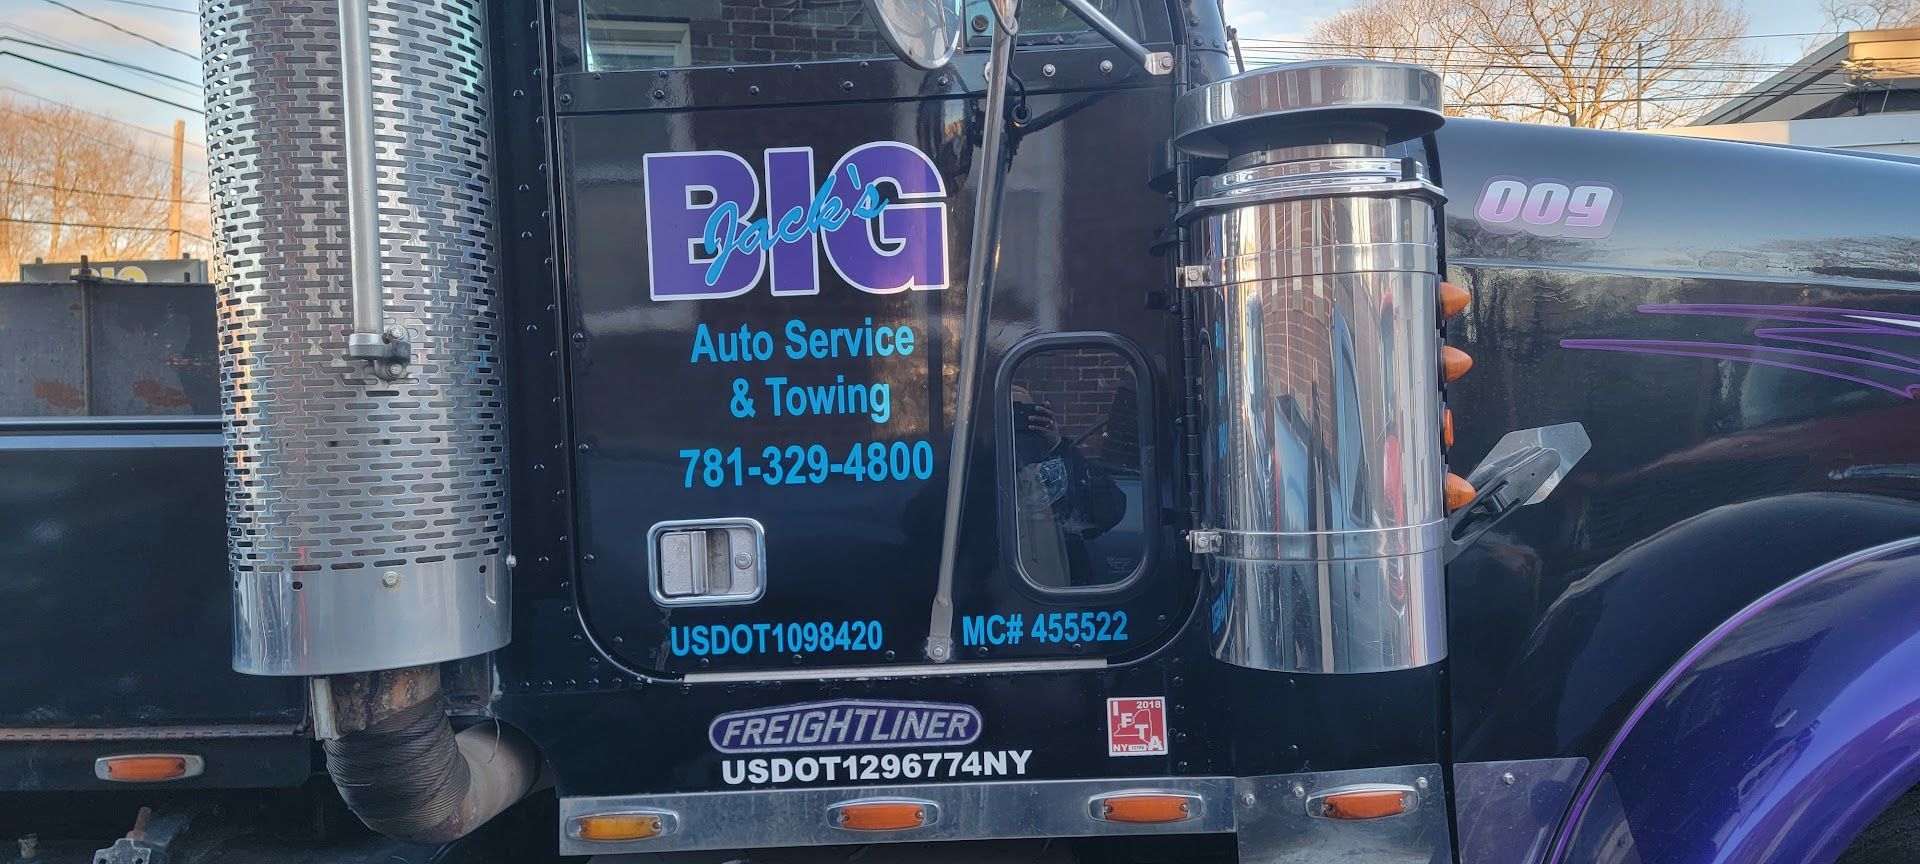 BIG
Jack's
009
Auto Service
& Towing
781-329-4800
USDOT1098420
MC# 455522
FREIGHTLINER
USDOT1296774NY
2018
IFTA
NY